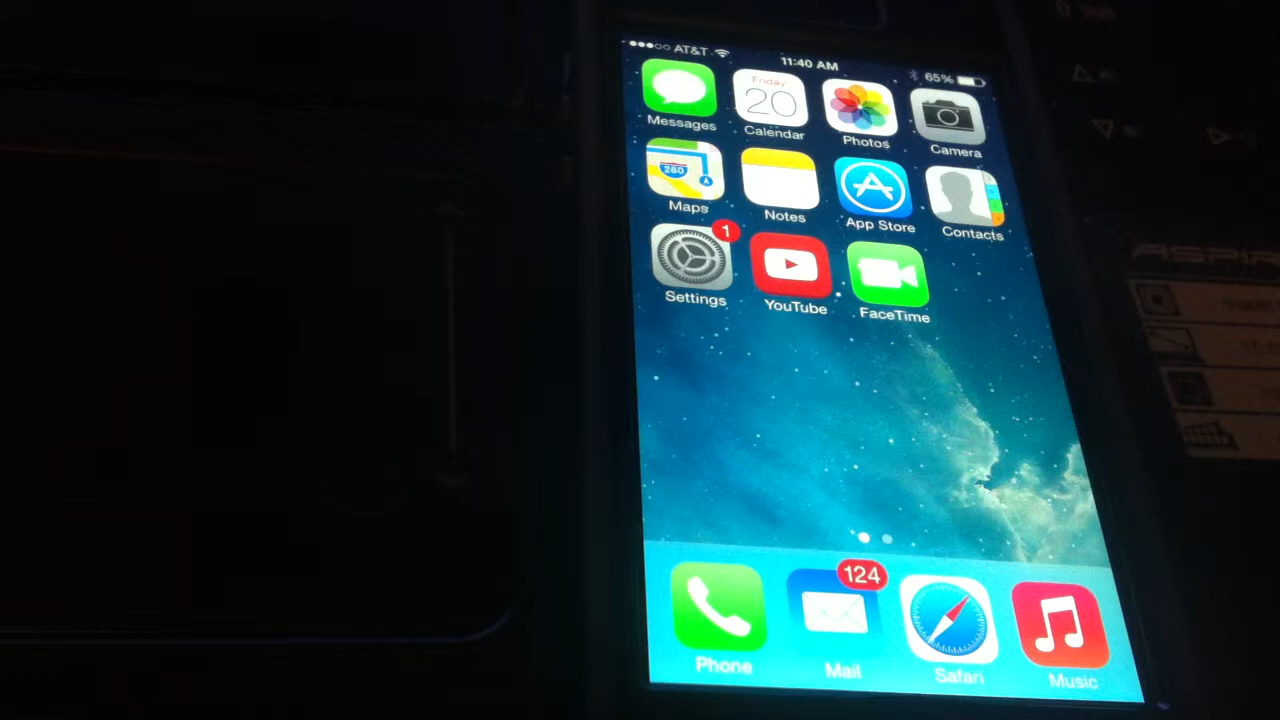 AT&T 11:40 AM 65%
Friday
20
Messages Calendar Photos Camera
280
Maps Notes App Store Contacts
1
Settings YouTube FaceTime
124
Phone Mail Safari Music